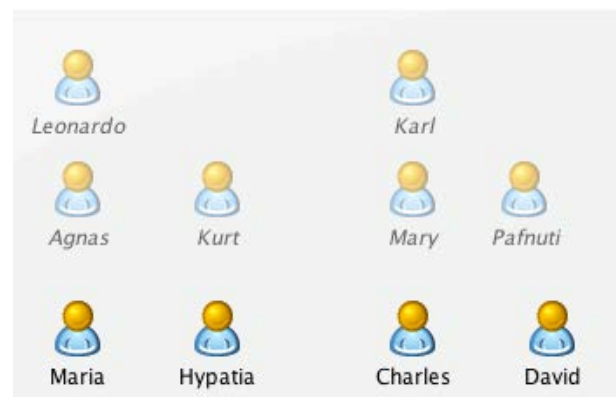 Leonardo Karl
Agnas Kurt Mary Pafnuti
Maria Hypatia Charles David